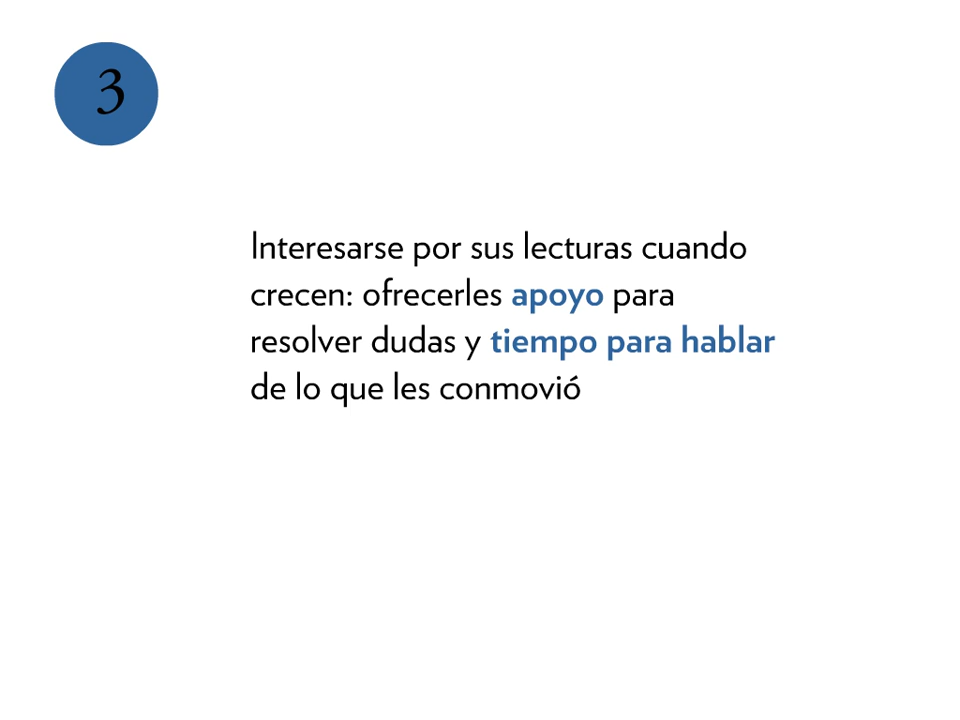 3
Interesarse por sus lecturas cuando
crecen: ofrecerles apoyo para
resolver dudas y tiempo para hablar
de lo que les conmovió